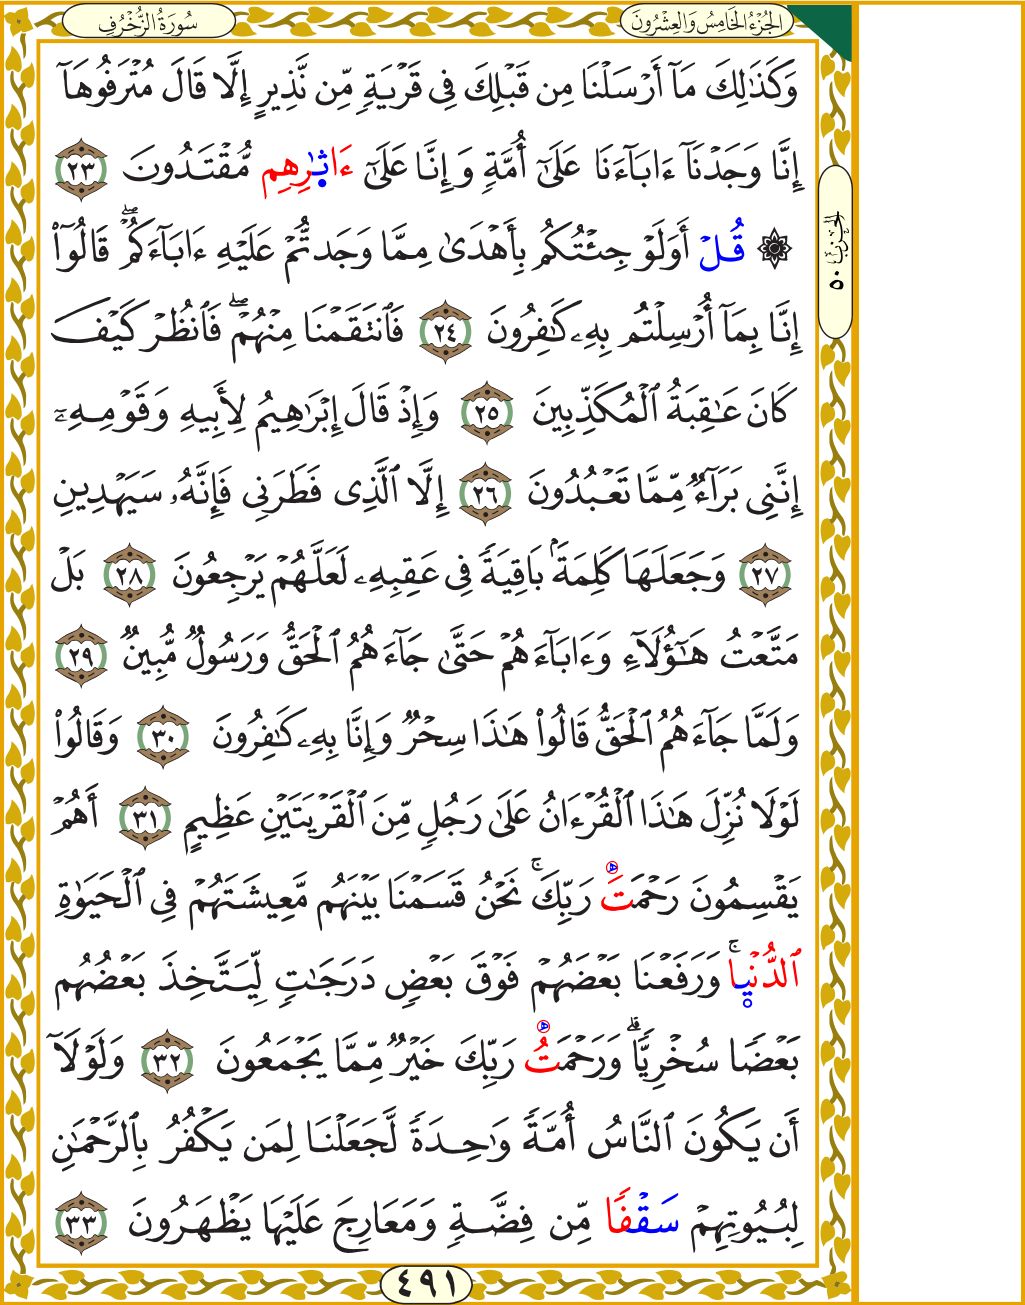 الجُزْءُ الخَامِسُ وَالعِشْرُونَ
سُورَةُ الزُّخْرُفِ
وَكَذَٰلِكَ مَآ أَرْسَلْنَا مِن قَبْلِكَ فِى قَرْيَةٍ مِّن نَّذِيرٍ إِلَّا قَالَ مُتْرَفُوهَآ
إِنَّا وَجَدْنَآ ءَابَآءَنَا عَلَىٰٓ أُمَّةٍ وَإِنَّا عَلَىٰٓ ءَاثَٰرِهِم مُّقْتَدُونَ ٢٣
۞ قُلْ أَوَلَوْ جِئْتُكُم بِأَهْدَىٰ مِمَّا وَجَدتُّمْ عَلَيْهِ ءَابَآءَكُمْۖ قَالُوٓا۟
إِنَّا بِمَآ أُرْسِلْتُم بِهِۦ كَٰفِرُونَ ٢٤ فَٱنتَقَمْنَا مِنْهُمْۖ فَٱنظُرْ كَيْفَ
كَانَ عَٰقِبَةُ ٱلْمُكَذِّبِينَ ٢٥ وَإِذْ قَالَ إِبْرَٰهِيمُ لِأَبِيهِ وَقَوْمِهِۦٓ
إِنَّنِى بَرَآءٌ مِّمَّا تَعْبُدُونَ ٢٦ إِلَّا ٱلَّذِى فَطَرَنِى فَإِنَّهُۥ سَيَهْدِينِ
٢٧ وَجَعَلَهَا كَلِمَةًۢ بَاقِيَةً فِى عَقِبِهِۦ لَعَلَّهُمْ يَرْجِعُونَ ٢٨ بَلْ
مَتَّعْتُ هَٰٓؤُلَآءِ وَءَابَآءَهُمْ حَتَّىٰ جَآءَهُمُ ٱلْحَقُّ وَرَسُولٌ مُّبِينٌ ٢٩
وَلَمَّا جَآءَهُمُ ٱلْحَقُّ قَالُوا۟ هَٰذَا سِحْرٌ وَإِنَّا بِهِۦ كَٰفِرُونَ ٣٠ وَقَالُوا۟
لَوْلَا نُزِّلَ هَٰذَا ٱلْقُرْءَانُ عَلَىٰ رَجُلٍ مِّنَ ٱلْقَرْيَتَيْنِ عَظِيمٍ ٣١ أَهُمْ
يَقْسِمُونَ رَحْمَتَ رَبِّكَۚ نَحْنُ قَسَمْنَا بَيْنَهُم مَّعِيشَتَهُمْ فِى ٱلْحَيَوٰةِ
ٱلدُّنْيَاۚ وَرَفَعْنَا بَعْضَهُمْ فَوْقَ بَعْضٍ دَرَجَٰتٍ لِّيَتَّخِذَ بَعْضُهُم
بَعْضًا سُخْرِيًّاۗ وَرَحْمَتُ رَبِّكَ خَيْرٌ مِّمَّا يَجْمَعُونَ ٣٢ وَلَوْلَآ
أَن يَكُونَ ٱلنَّاسُ أُمَّةً وَٰحِدَةً لَّجَعَلْنَا لِمَن يَكْفُرُ بِٱلرَّحْمَٰنِ
لِبُيُوتِهِمْ سَقْفًا مِّن فِضَّةٍ وَمَعَارِجَ عَلَيْهَا يَظْهَرُونَ ٣٣
الحِزْبُ ٥٠
٤٩١